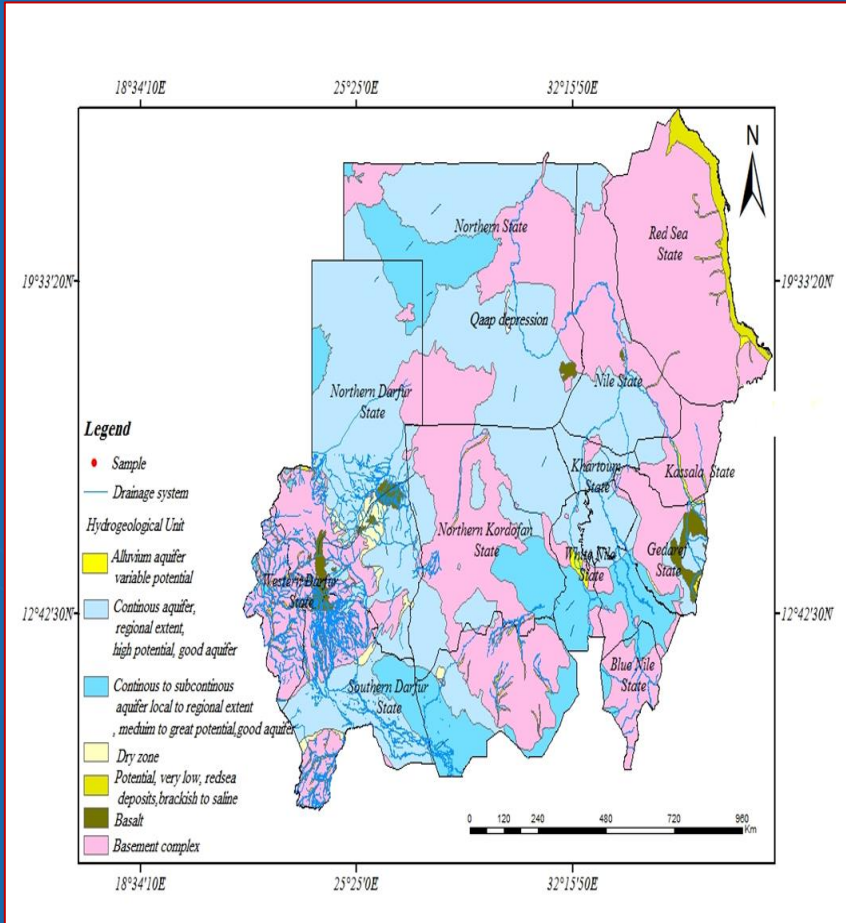 18°34'10E 25°25'0E 32°15'50E
N
Northern State
Red Sea
State
19°33'20N 19°33'20N
Qaap depression
Nile State
Northern Darfur
State
Legend
Sample
Drainage system
Hydrogeological Unit
Alluvium aquifer
variable potential
Continous aquifer,
regional extent,
high potential, good aquifer
Continous to subcontinous
aquifer local to regional extent
, meduim to great potential,good aquifer
Dry zone
Potential, very low, redsea
deposits,brackish to saline
Basalt
Basement complex
Khartoum
State
Kassala State
Northern Kordofan
State
White Nile
State
Gedaref
State
Western Darfur
State
12°42'30N 12°42'30N
Blue Nile
State
Southern Darfur
State
0 120 240 480 720 960
Km
18°34'10E 25°25'0E 32°15'50E